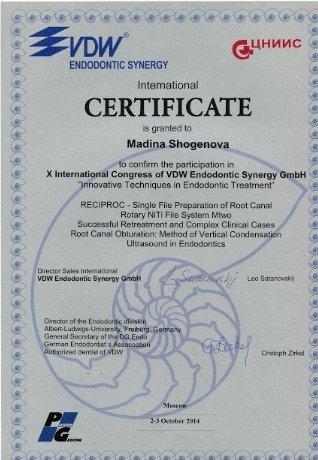 VDW®
ENDODONTIC SYNERGY
ЦНИИС
International
CERTIFICATE
is granted to
Madina Shogenova
to confirm the participation in
X International Congress of VDW Endodontic Synergy GmbH
"Innovative Techniques in Endodontic Treatment"
RECIPROC - Single File Preparation of Root Canal
Rotary NiTi File System Mtwo
Successful Retreatment and Complex Clinical Cases
Root Canal Obturation: Method of Vertical Condensation
Ultrasound in Endodontics
Director Sales International
VDW Endodontic Synergy GmbH
Leo Satanovskij
Director of the Endodontic division
Albert-Ludwigs-University, Freiburg, Germany
General Secretary of the DG Endo
German Endodontist's Assocoation
Authorized dentist of VDW
Cristoph Zirkel
Moscow
2-3 October 2014